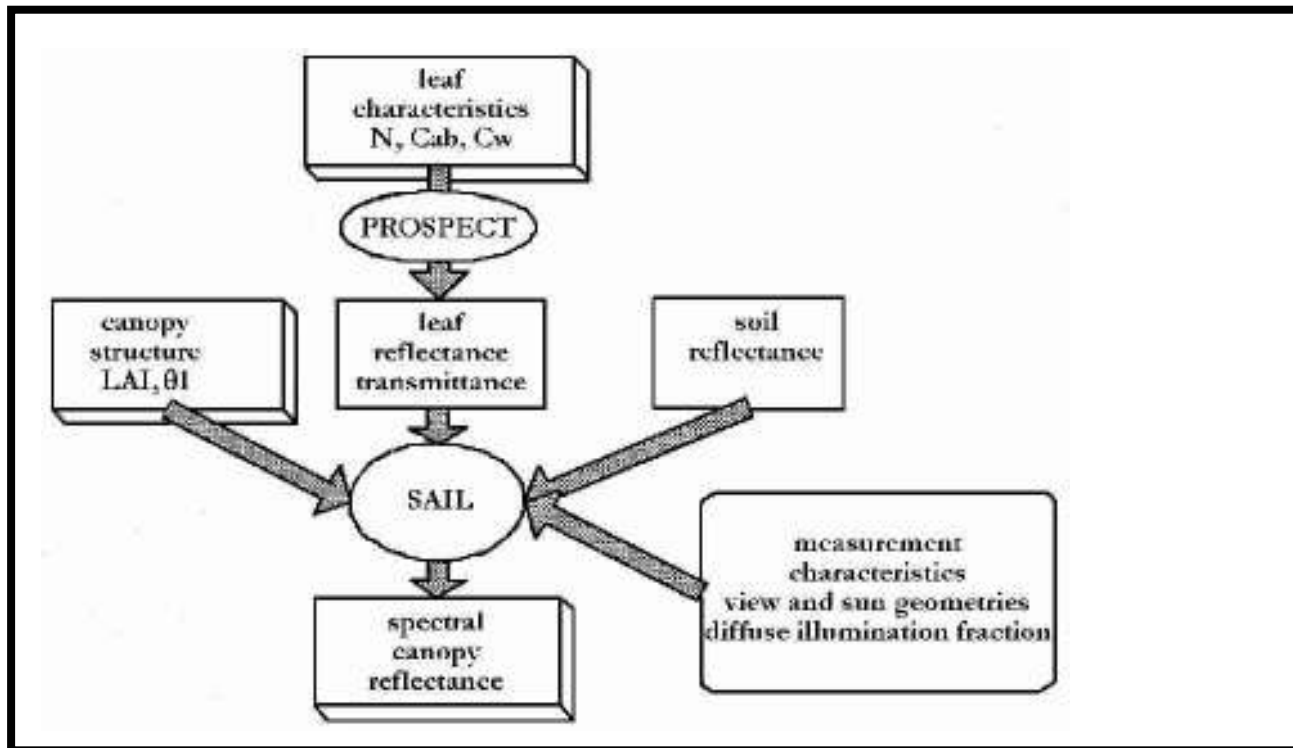 leaf
characteristics
N, Cab, Cw
PROSPECT
canopy
structure
LAI, θl
leaf
reflectance
transmittance
soil
reflectance
SAIL
measurement
characteristics
view and sun geometries
diffuse illumination fraction
spectral
canopy
reflectance